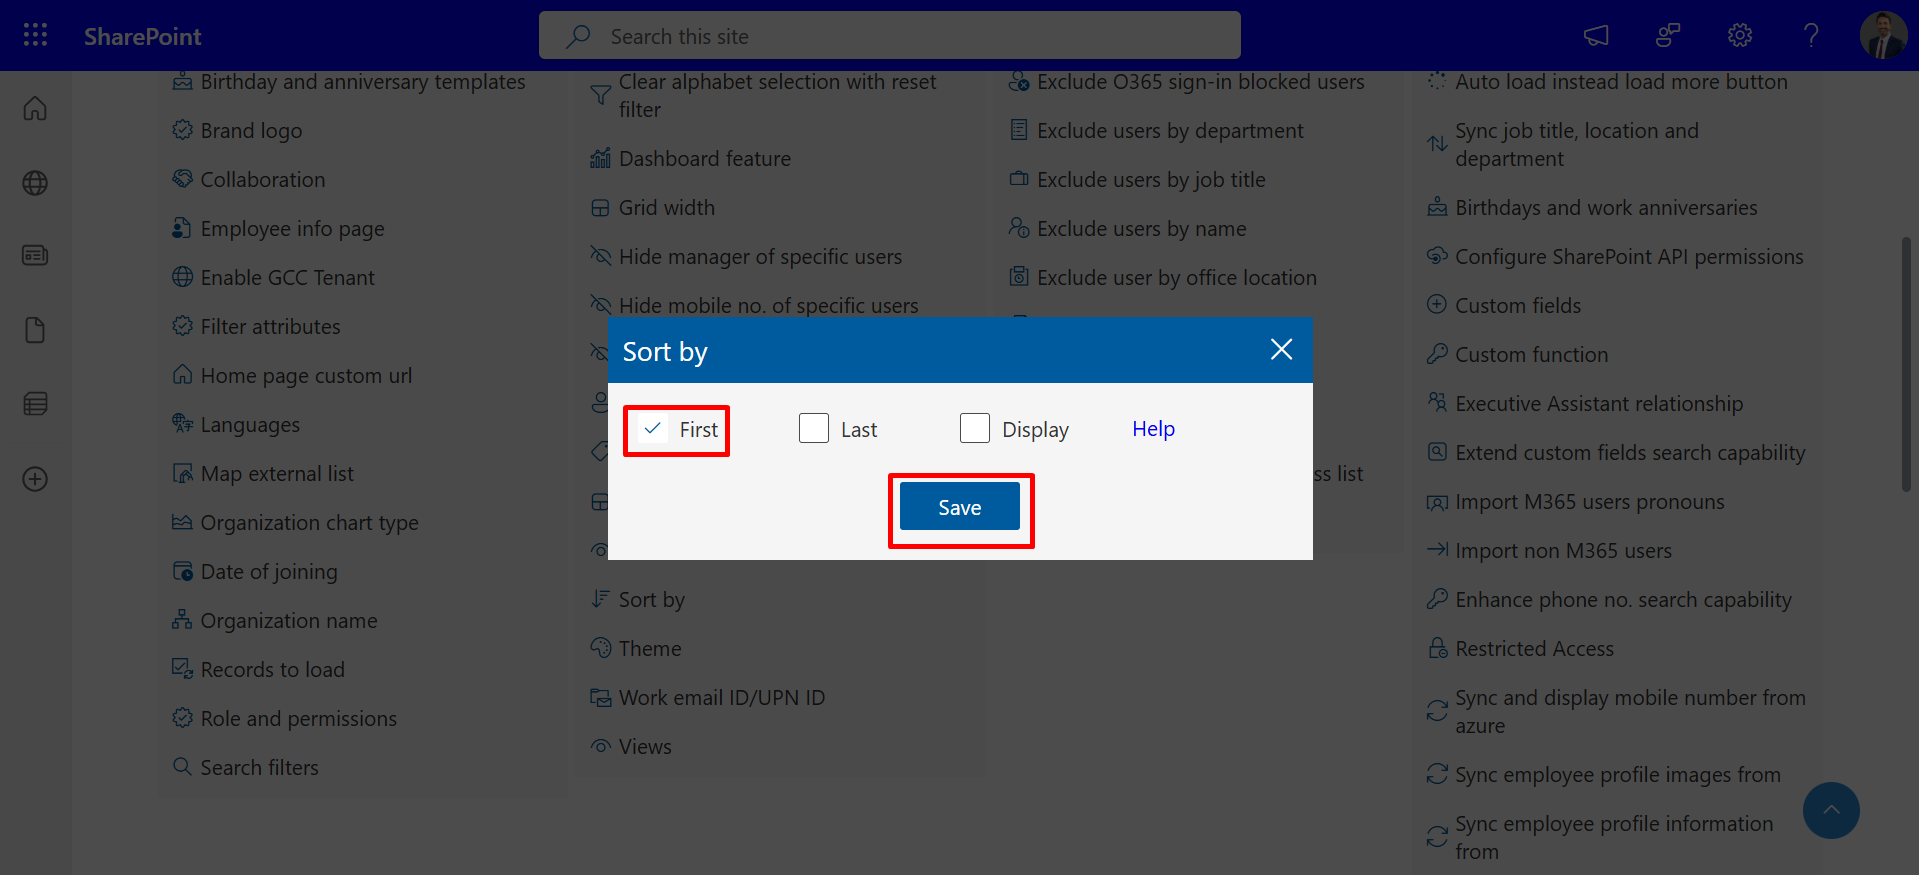 SharePoint
Search this site
Birthday and anniversary templates
Brand logo
Collaboration
Employee info page
Enable GCC Tenant
Filter attributes
Home page custom url
Languages
Map external list
Organization chart type
Date of joining
Organization name
Records to load
Role and permissions
Search filters
Clear alphabet selection with reset
filter
Dashboard feature
Grid width
Hide manager of specific users
Hide mobile no. of specific users
Sort by
Theme
Work email ID/UPN ID
Views
Exclude O365 sign-in blocked users
Exclude users by department
Exclude users by job title
Exclude users by name
Exclude user by office location
ss list
Auto load instead load more button
Sync job title, location and
department
Birthdays and work anniversaries
Configure SharePoint API permissions
Custom fields
Custom function
Executive Assistant relationship
Extend custom fields search capability
Import M365 users pronouns
Import non M365 users
Enhance phone no. search capability
Restricted Access
Sync and display mobile number from
azure
Sync employee profile images from
Sync employee profile information
from
Sort by
First
Last
Display
Help
Save